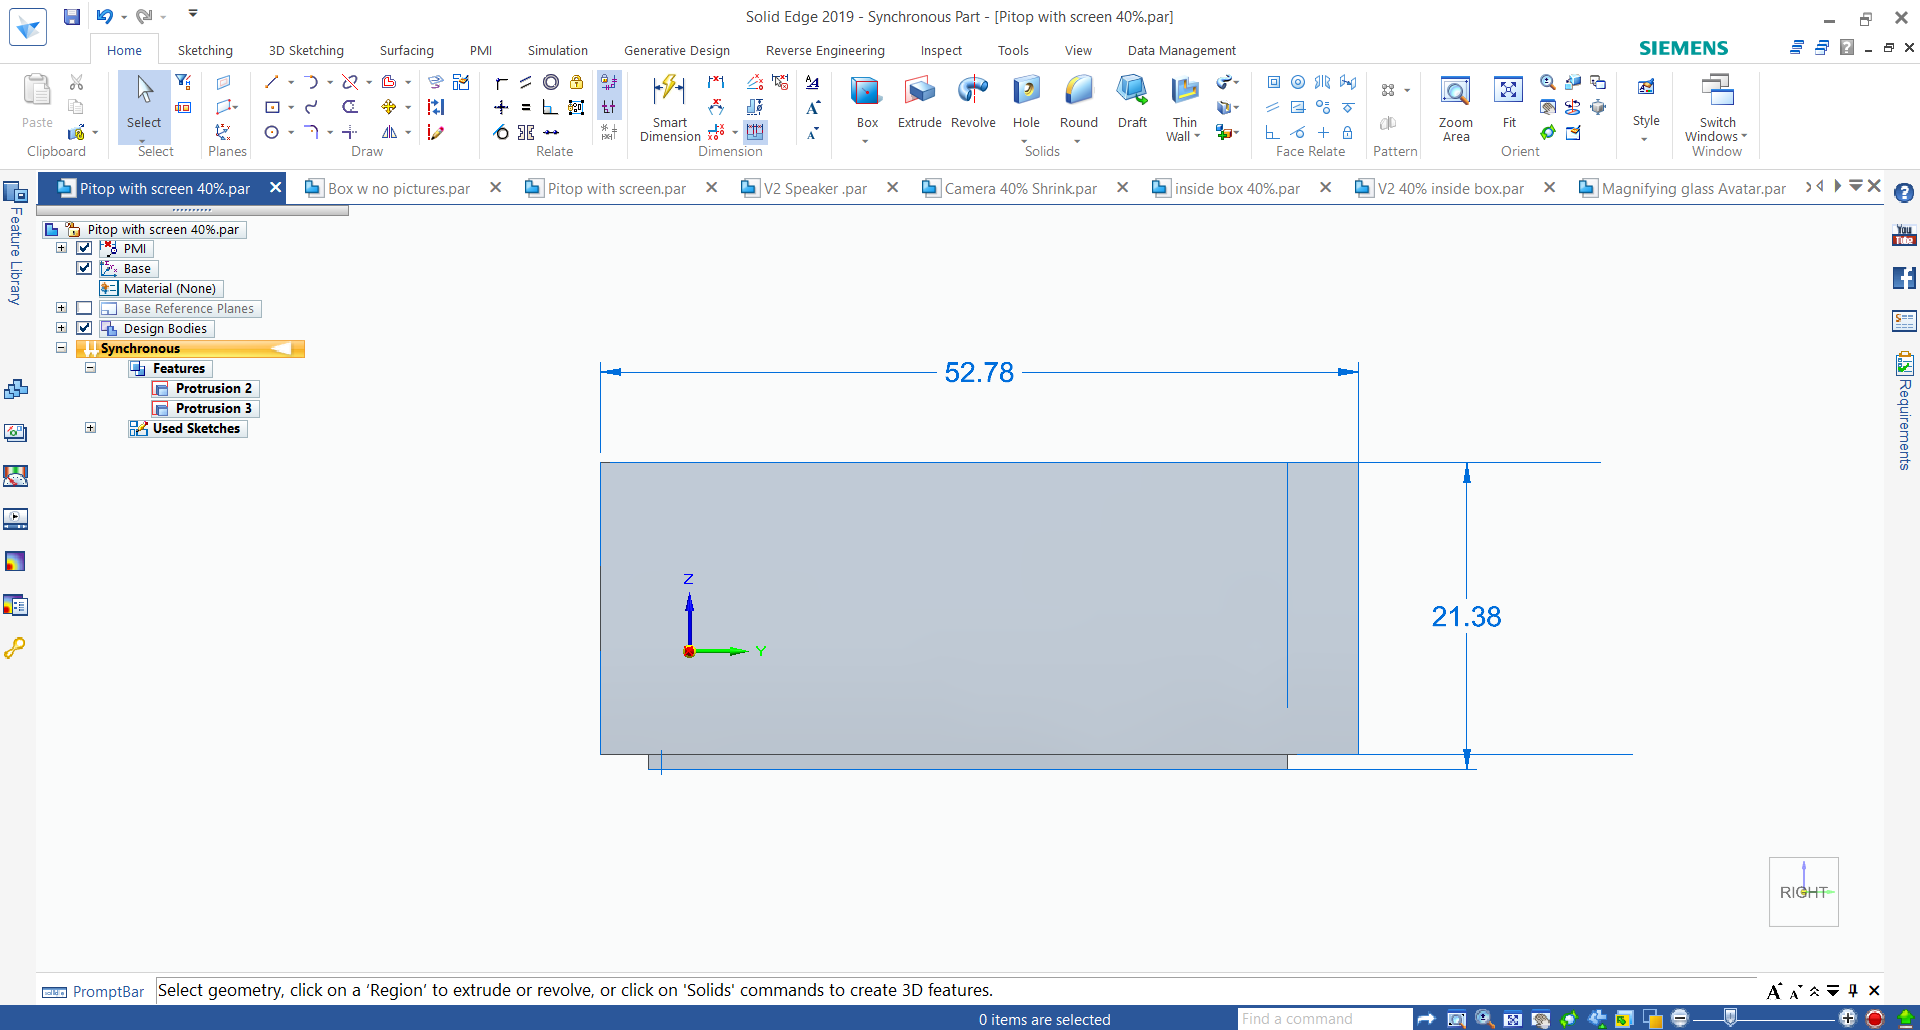 Solid Edge 2019 - Synchronous Part - [Pitop with screen 40%.par]
Home Sketching 3D Sketching Surfacing PMI Simulation Generative Design Reverse Engineering Inspect Tools View Data Management
SIEMENS
Paste
Clipboard
Select
Select
Planes
Draw
Relate
Smart Dimension
Dimension
Box Extrude Revolve Hole Round Draft Thin Wall
Solids
Face Relate
Pattern
Zoom Area Fit
Orient
Style
Switch Windows
Window
Pitop with screen 40%.par Box w no pictures.par Pitop with screen.par V2 Speaker .par Camera 40% Shrink.par inside box 40%.par V2 40% inside box.par Magnifying glass Avatar.par
Feature Library
Pitop with screen 40%.par
PMI
Base
Material (None)
Base Reference Planes
Design Bodies
Synchronous
Features
Protrusion 2
Protrusion 3
Used Sketches
52.78
21.38
Z
Y
RIGHT
You Tube
Requirements
PromptBar
Select geometry, click on a ‘Region’ to extrude or revolve, or click on 'Solids' commands to create 3D features.
0 items are selected
Find a command